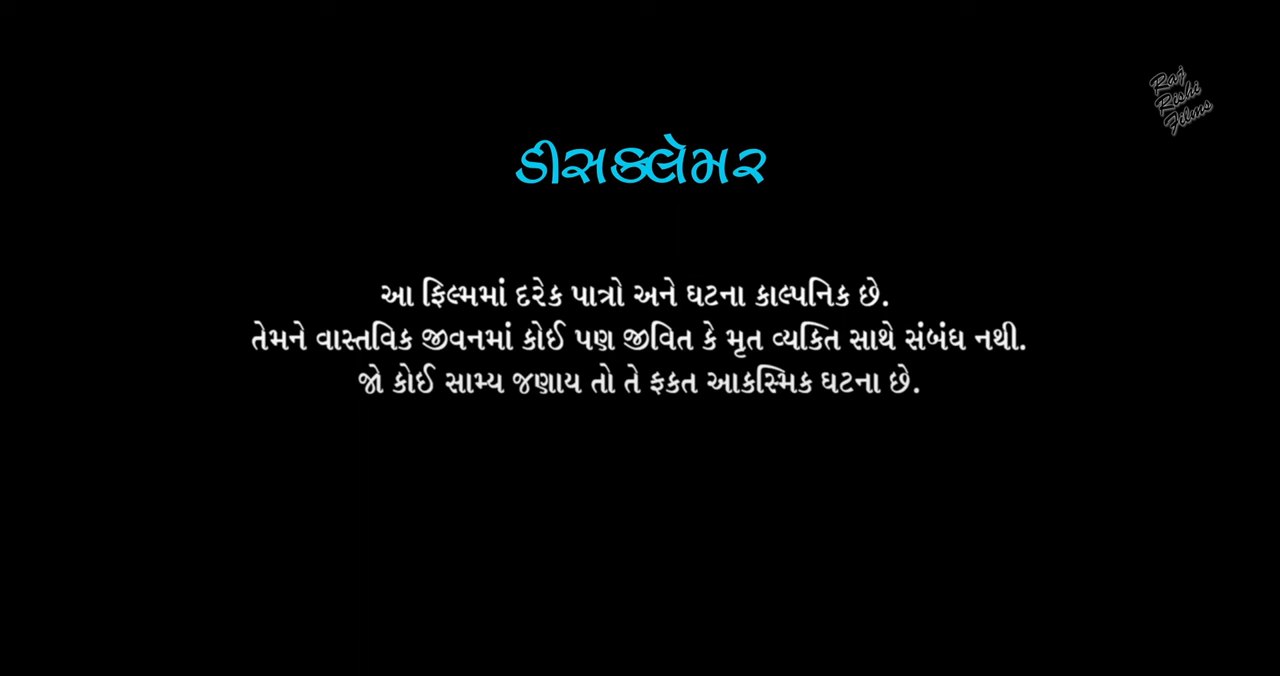 Raj
Rishi
Films
ડીસક્લેમર
આ ફિલ્મમાં દરેક પાત્રો અને ઘટના કાલ્પનિક છે.
તેમને વાસ્તવિક જીવનમાં કોઈ પણ જીવિત કે મૃત વ્યકિત સાથે સંબંધ નથી.
જો કોઈ સામ્ય જણાય તો તે ફકત આકસ્મિક ઘટના છે.